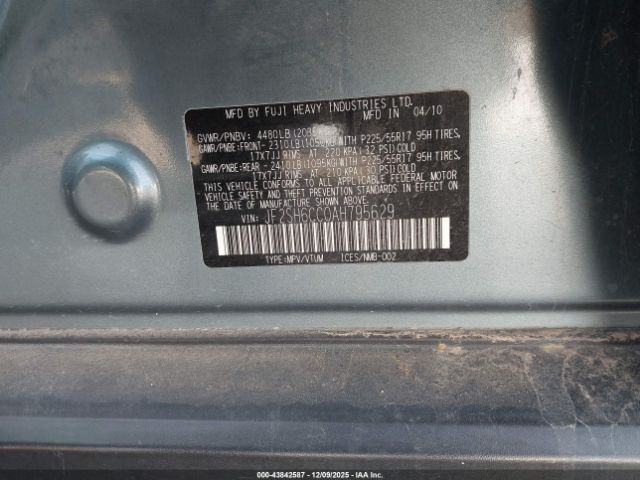 MFD BY FUJI HEAVY INDUSTRIES LTD.
MFD IN 04/10
GVWR/PNBV: 4480LB
GAWR/PNBE:FRONT- 2310LB WITH P225/55R17 95H TIRES,
17X7JJ RIMS, AT 220 KPA(32 PSI)COLD
GAWR/PNBE:REAR - 2410LB(1095KG)WITH P225/55R17 95H TIRES,
17X7JJ RIMS, AT 210 KPA(30 PSI)COLD
THIS VEHICLE CONFORMS TO ALL APPLICABLE
FEDERAL MOTOR VEHICLE SAFETY, BUMPER, AND
THEFT PREVENTION STANDARDS IN EFFECT ON
THE DATE OF MANUFACTURE SHOWN ABOVE.
VIN: JF2SH6CC0AH795629
TYPE:MPV/VTUM ICES/NMB-002
000-43842587 | 12/09/2025 | IAAI.COM